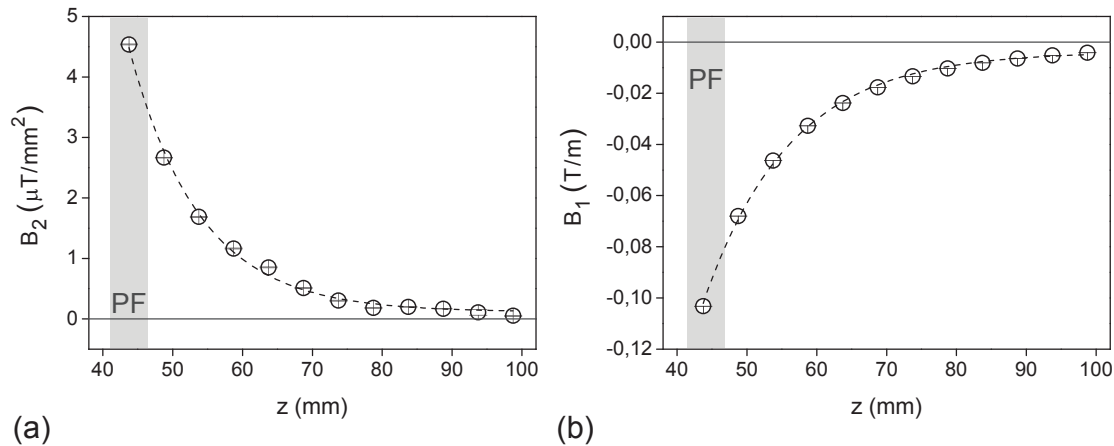 5
4
3
2
1
0
B₂ (μT/mm²)
PF
40 50 60 70 80 90 100
z (mm)
(a)
0,00
-0,02
-0,04
-0,06
-0,08
-0,10
-0,12
B₁ (T/m)
PF
40 50 60 70 80 90 100
z (mm)
(b)